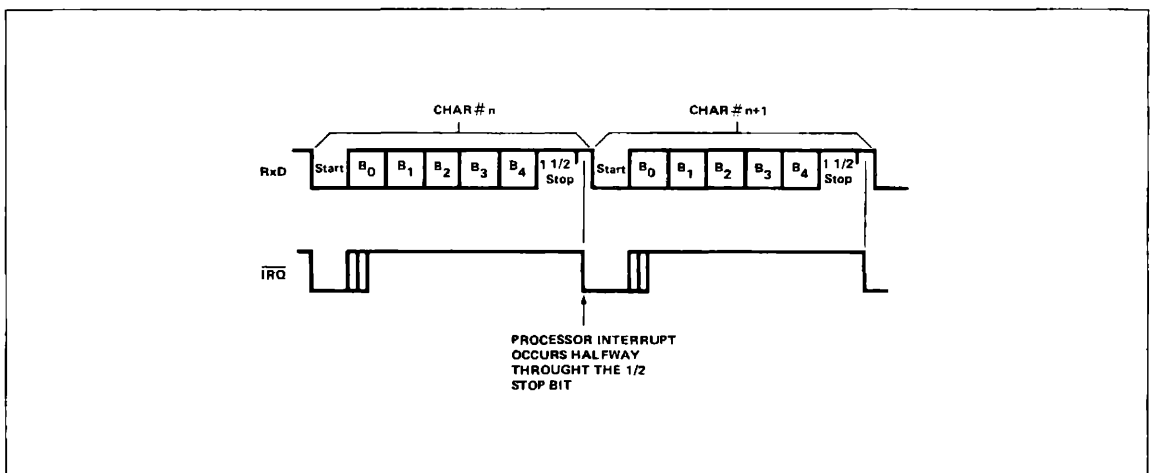 CHAR # n CHAR # n+1
RxD Start B0 B1 B2 B3 B4 1 1/2 Stop Start B0 B1 B2 B3 B4 1 1/2 Stop
IRQ
PROCESSOR INTERRUPT
OCCURS HALFWAY
THROUGHT THE 1/2
STOP BIT